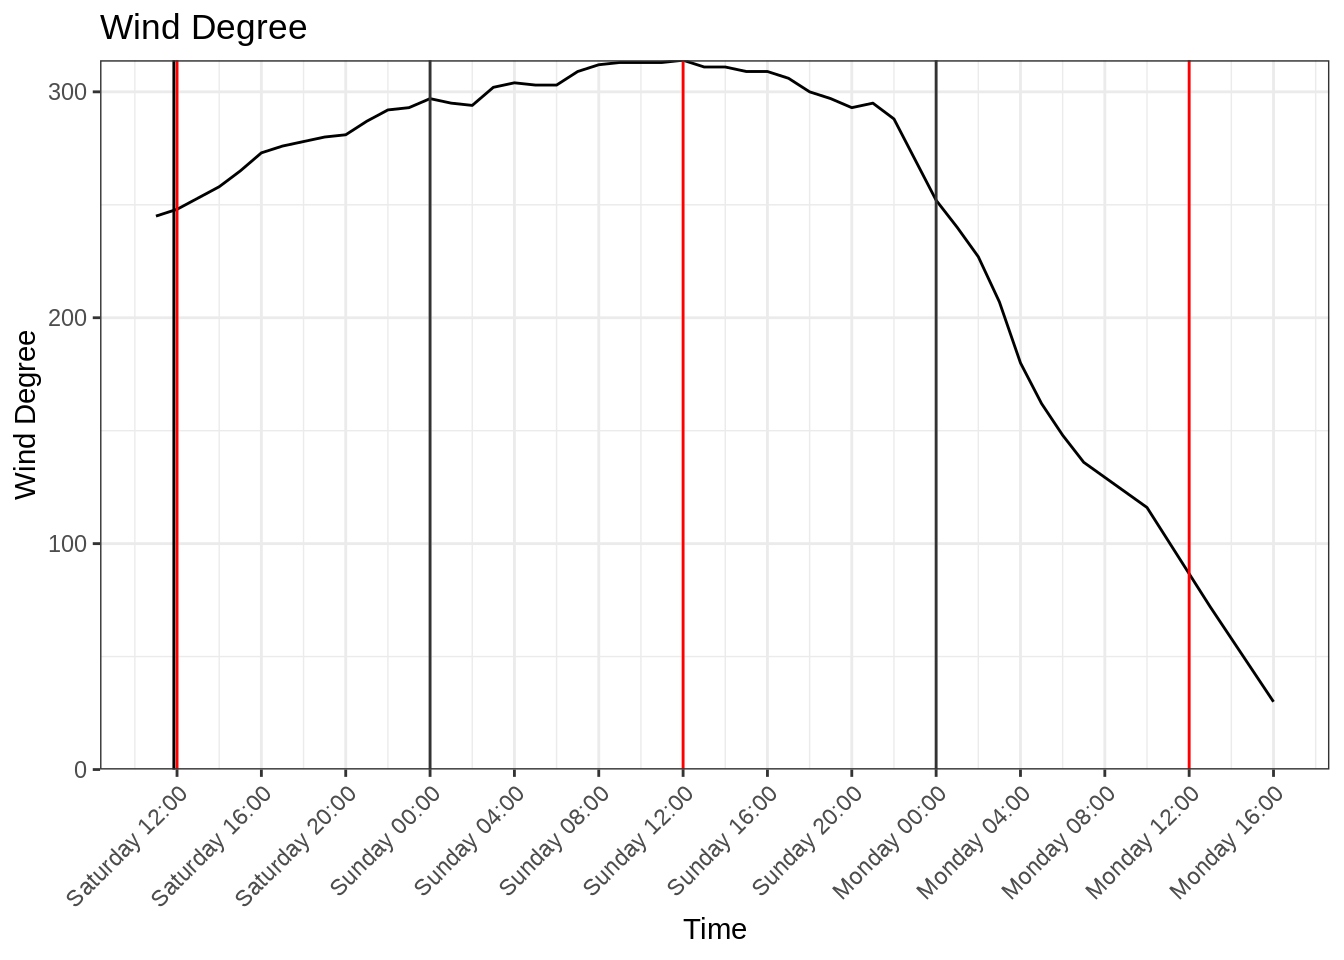 Wind Degree
Wind Degree
300
200
100
0
Saturday 12:00
Saturday 16:00
Saturday 20:00
Sunday 00:00
Sunday 04:00
Sunday 08:00
Sunday 12:00
Sunday 16:00
Sunday 20:00
Monday 00:00
Monday 04:00
Monday 08:00
Monday 12:00
Monday 16:00
Time